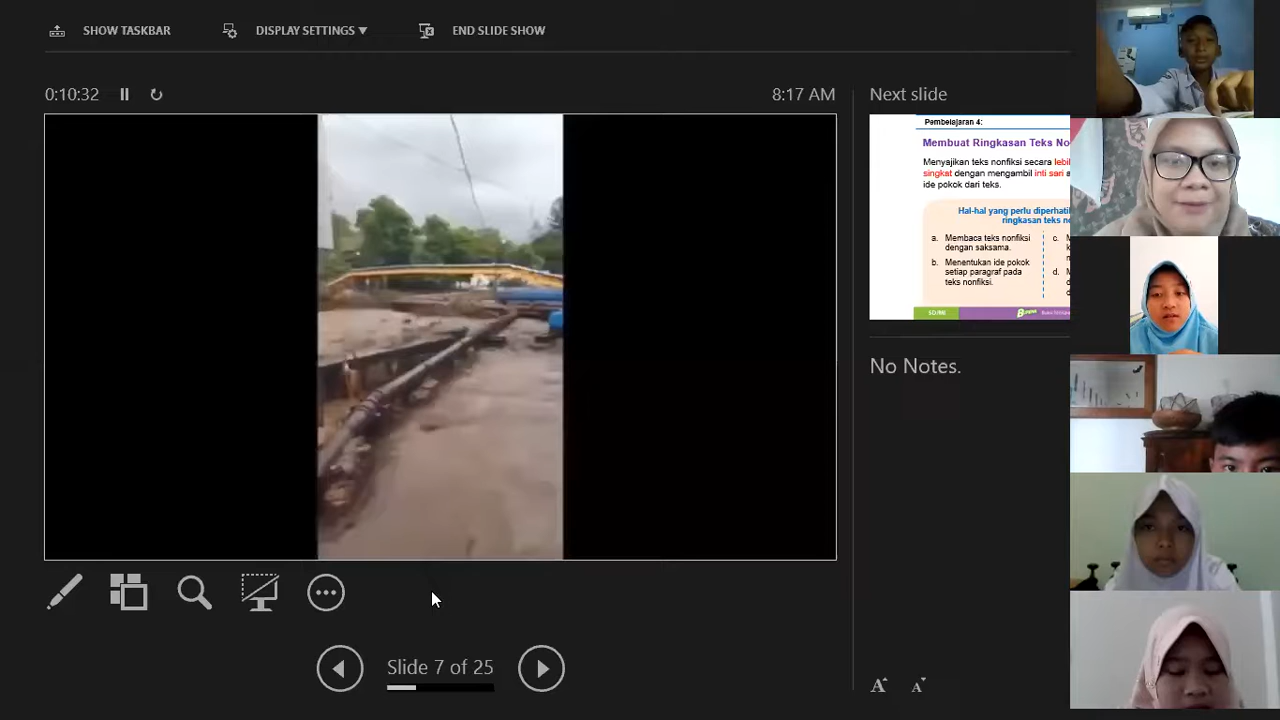 SHOW TASKBAR
DISPLAY SETTINGS ▼
END SLIDE SHOW
0:10:32
8:17 AM
Next slide
Pembelajaran 4:
Membuat Ringkasan Teks No
Menyajikan teks nonfiksi secara lebi
singkat dengan mengambil inti sari a
ide pokok dari teks.
Hal-hal yang perlu diperhati
ringkasan teks no
a. Membaca teks nonfiksi
dengan saksama.
b. Menentukan ide pokok
setiap paragraf pada
teks nonfiksi.
c.
d.
SD/MI
No Notes.
Slide 7 of 25
A A